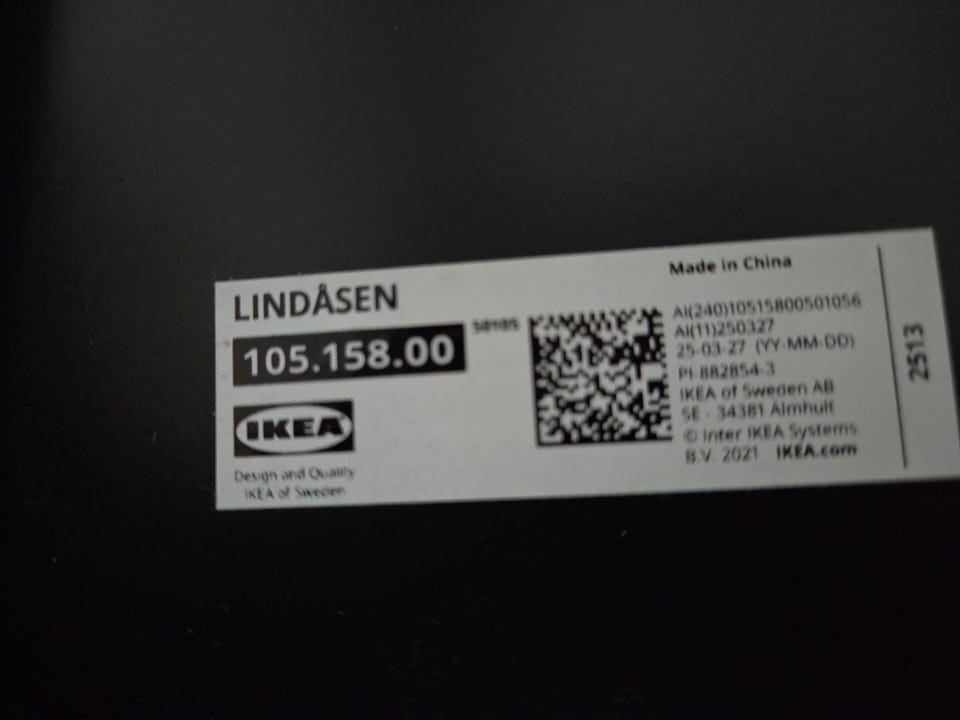 LINDÅSEN
105.158.00
IKEA
Design and Quality
IKEA of Sweden
Made in China
AI(240)10515800501056
AI(11)250327
25-03-27 (YY-MM-DD)
PI-882854-3
IKEA of Sweden AB
SE - 34381 Älmhult
© Inter IKEA Systems
B.V. 2021 IKEA.com
2513